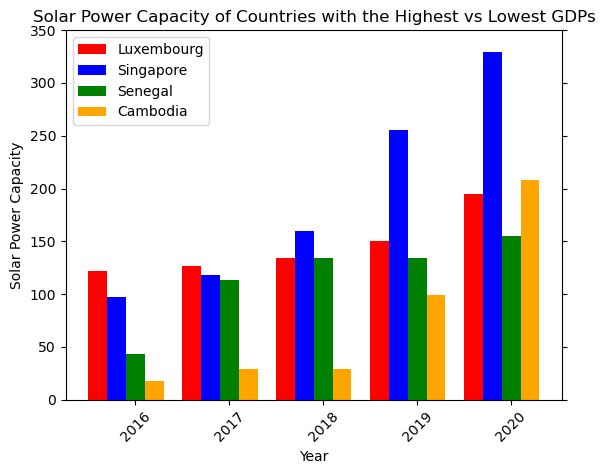 Solar Power Capacity of Countries with the Highest vs Lowest GDPs
350
300
250
200
150
100
50
0
Solar Power Capacity
Luxembourg
Singapore
Senegal
Cambodia
2016
2017
2018
2019
2020
Year